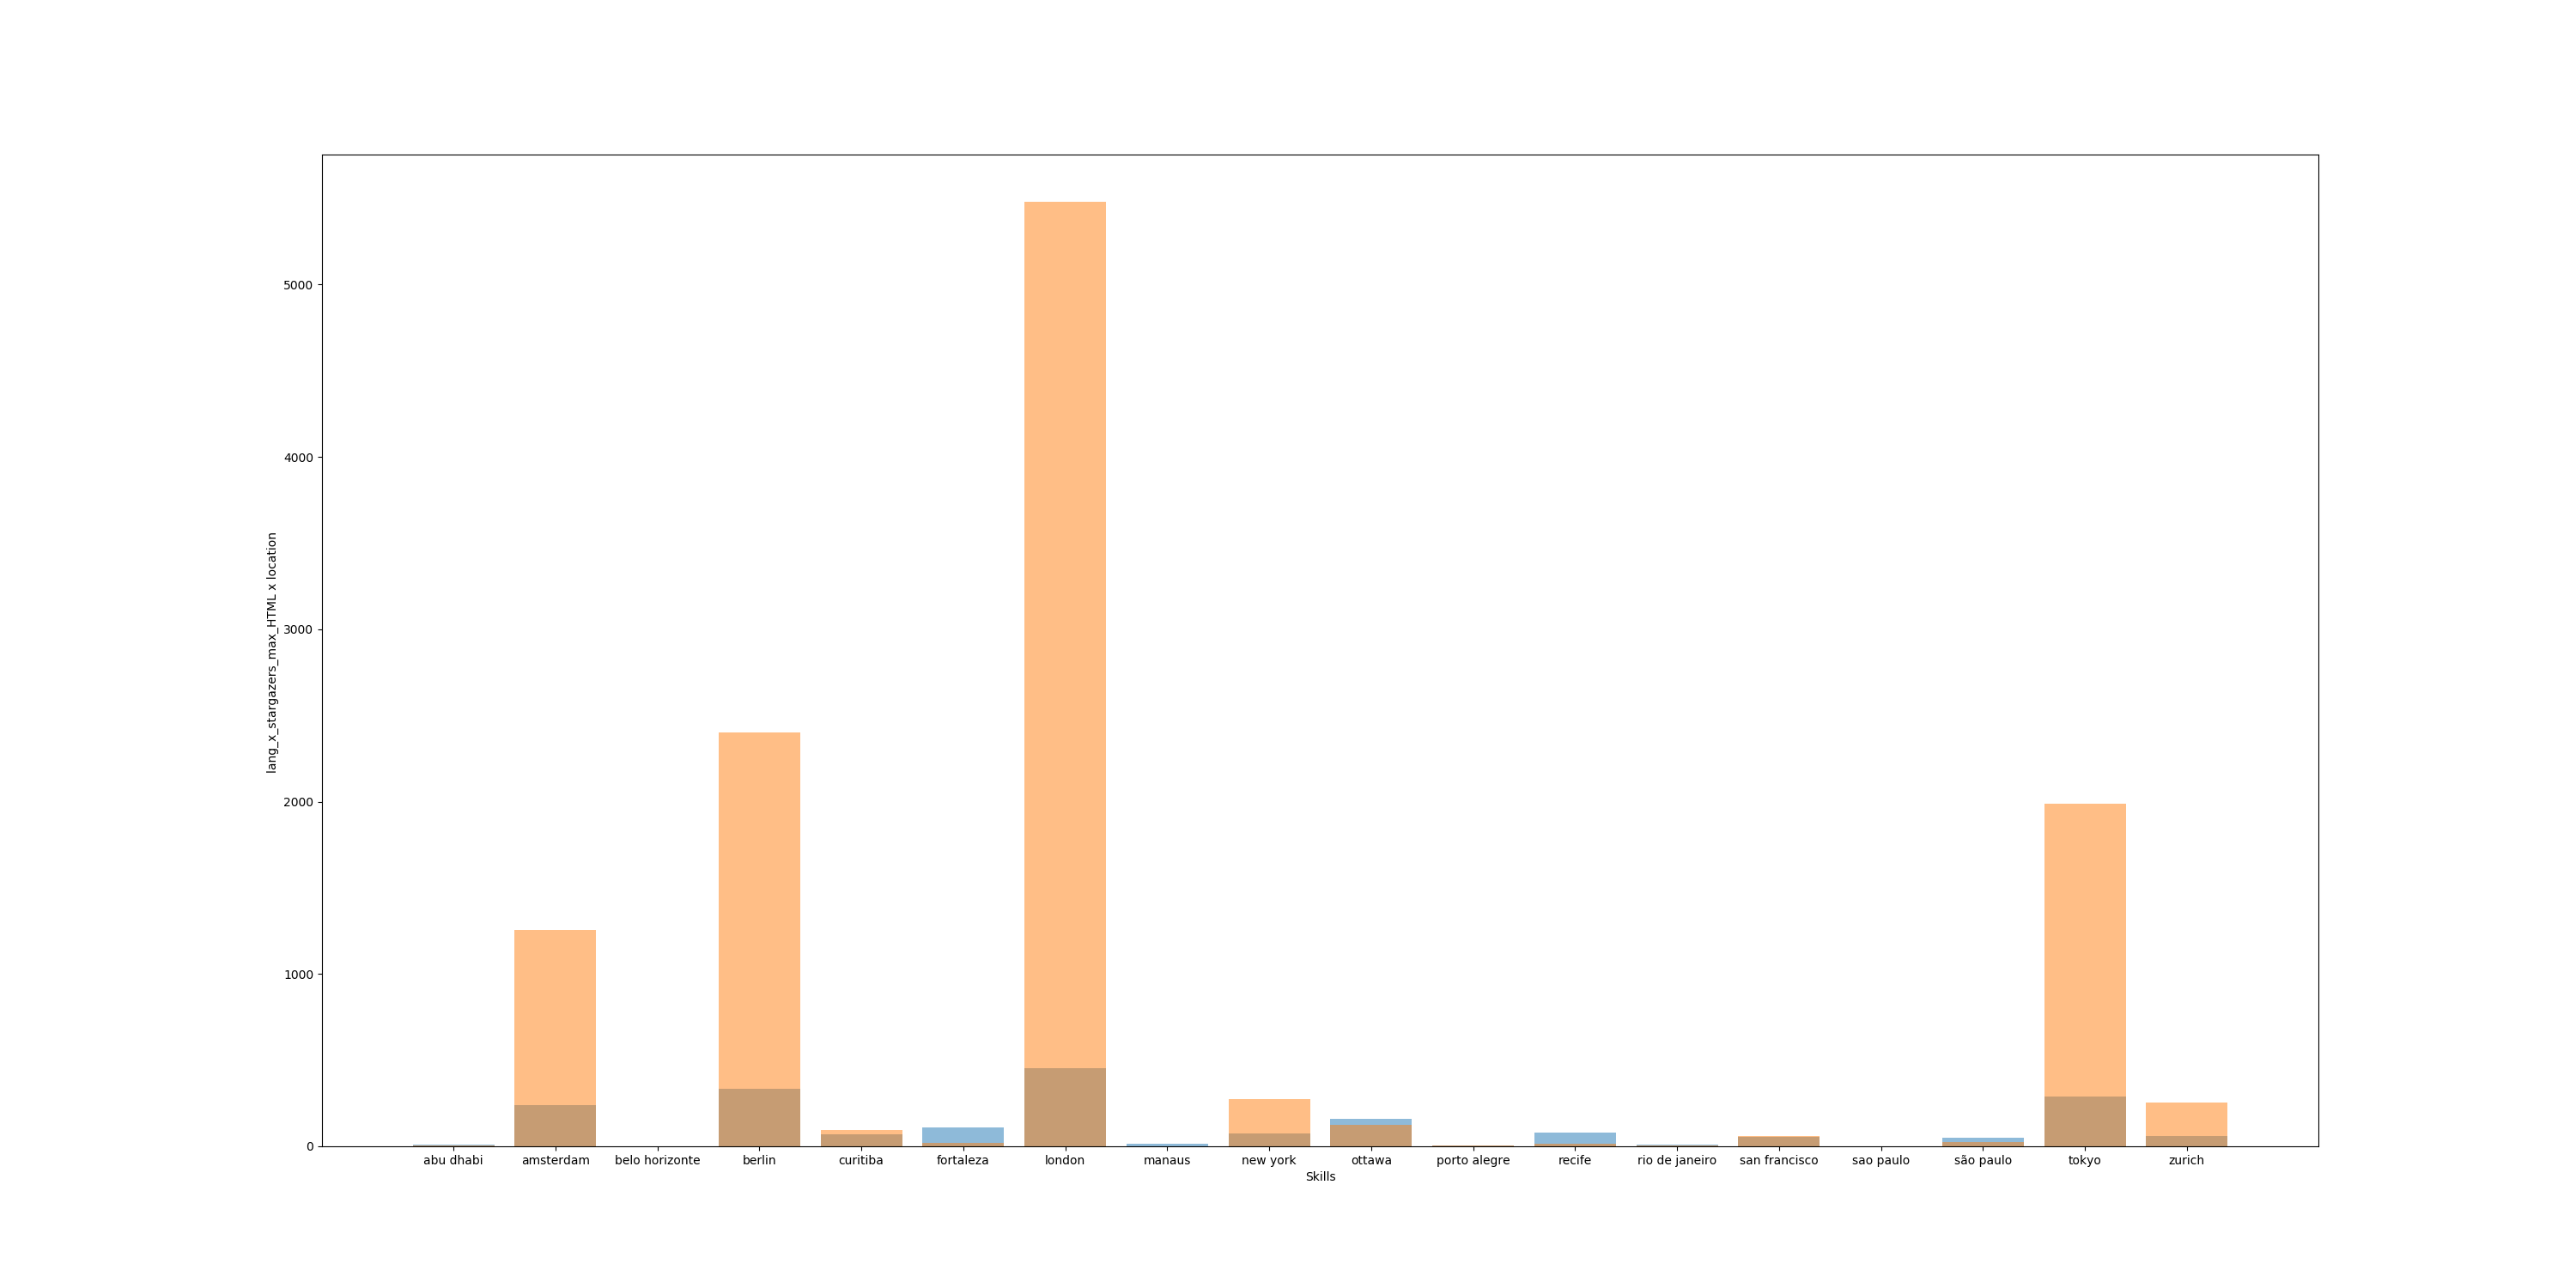 lang_x_stargazers_max_HTML x location
5000
4000
3000
2000
1000
0
abu dhabi amsterdam belo horizonte berlin curitiba fortaleza london manaus new york ottawa porto alegre recife rio de janeiro san francisco sao paulo são paulo tokyo zurich
Skills